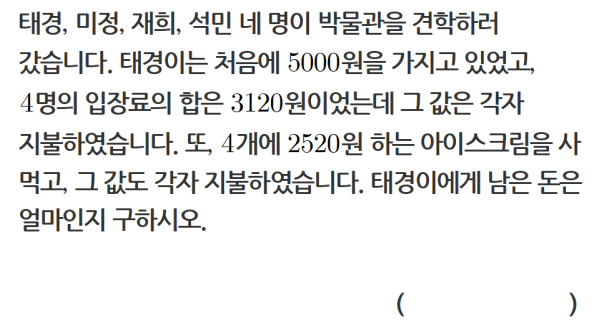 태경, 미정, 재희, 석민 네 명이 박물관을 견학하러
갔습니다. 태경이는 처음에 5000원을 가지고 있었고,
4명의 입장료의 합은 3120원이었는데 그 값은 각자
지불하였습니다. 또, 4개에 2520원 하는 아이스크림을 사
먹고, 그 값도 각자 지불하였습니다. 태경이에게 남은 돈은
얼마인지 구하시오.
( )